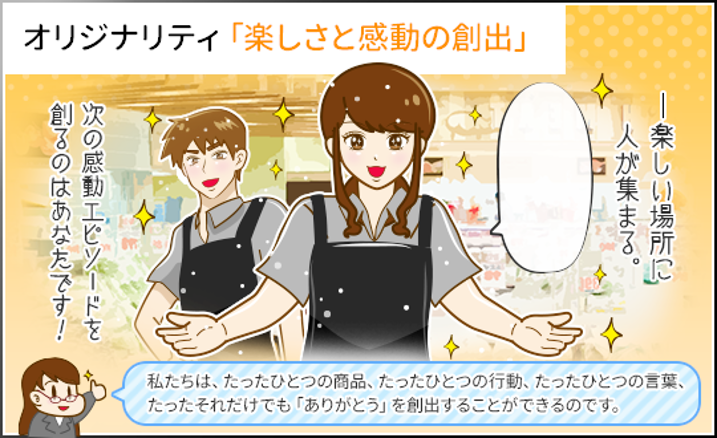 オリジナリティ「楽しさと感動の創出」
―楽しい場所に
人が集まる。
次の感動エピソードを
創るのはあなたです！
私たちは、たったひとつの商品、たったひとつの行動、たったひとつの言葉、
たったそれだけでも「ありがとう」を創出することができるのです。